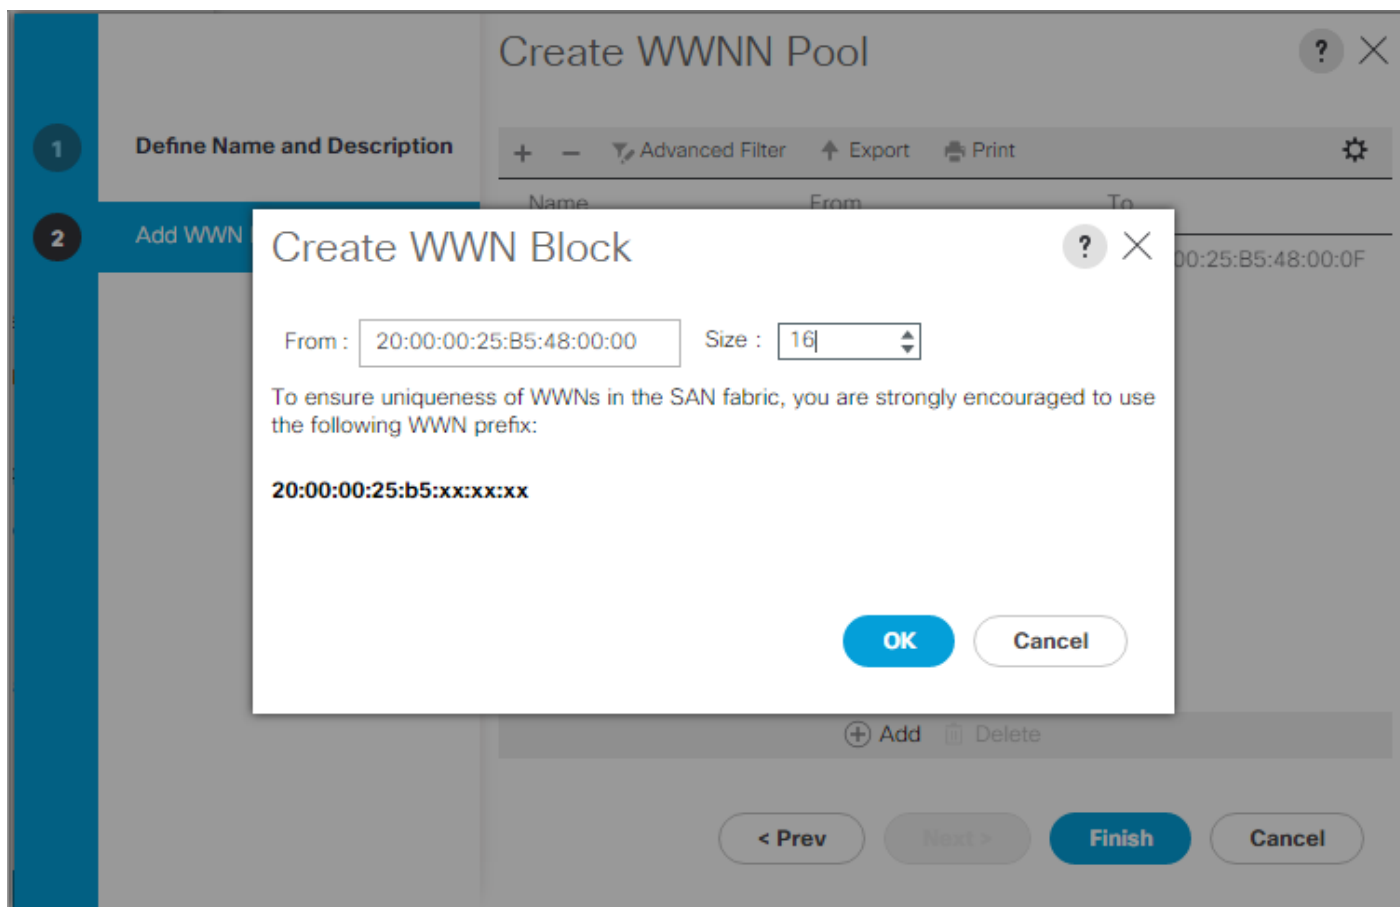 Create WWNN Pool
?
1
Define Name and Description
+ − Advanced Filter Export Print
Name From To
2
Add WWN
00:25:B5:48:00:0F
Create WWN Block
?
From : 20:00:00:25:B5:48:00:00 Size : 16
To ensure uniqueness of WWNs in the SAN fabric, you are strongly encouraged to use
the following WWN prefix:
20:00:00:25:b5:xx:xx:xx
OK Cancel
Add Delete
< Prev Next > Finish Cancel